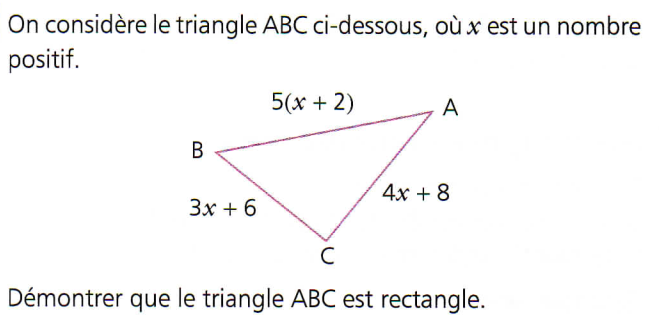 On considère le triangle ABC ci-dessous, où x est un nombre
positif.
5(x + 2)
A
B
4x + 8
3x + 6
C
Démontrer que le triangle ABC est rectangle.